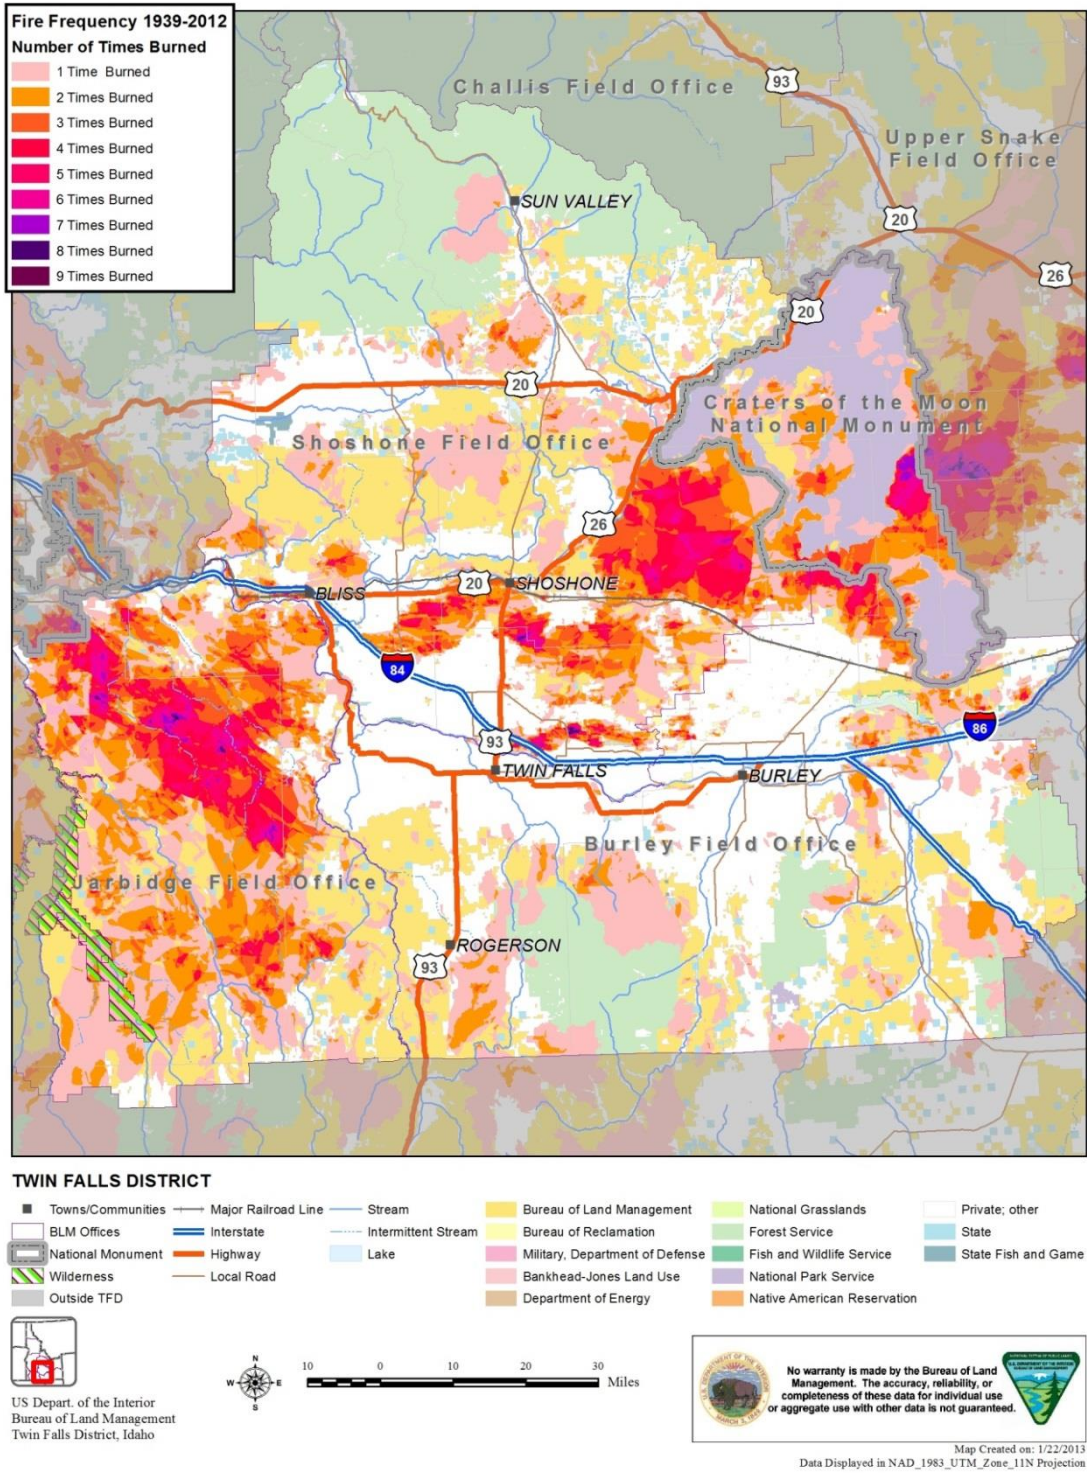 Fire Frequency 1939-2012
Number of Times Burned
1 Time Burned
2 Times Burned
3 Times Burned
4 Times Burned
5 Times Burned
6 Times Burned
7 Times Burned
8 Times Burned
9 Times Burned
Challis Field Office
93
Upper Snake
Field Office
SUN VALLEY
20
26
20
20
Craters of the Moon
National Monument
Shoshone Field Office
26
20
SHOSHONE
BLISS
84
86
93
TWIN FALLS
BURLEY
Burley Field Office
Jarbidge Field Office
ROGERSON
93
TWIN FALLS DISTRICT
Towns/Communities
BLM Offices
National Monument
Wilderness
Outside TFD
Major Railroad Line
Interstate
Highway
Local Road
Stream
Intermittent Stream
Lake
Bureau of Land Management
Bureau of Reclamation
Military, Department of Defense
Bankhead-Jones Land Use
Department of Energy
National Grasslands
Forest Service
Fish and Wildlife Service
National Park Service
Native American Reservation
Private; other
State
State Fish and Game
US Depart. of the Interior
Bureau of Land Management
Twin Falls District, Idaho
N
W E
S
10 0 10 20 30
Miles
No warranty is made by the Bureau of Land
Management. The accuracy, reliability, or
completeness of these data for individual use
or aggregate use with other data is not guaranteed.
Map Created on: 1/22/2013
Data Displayed in NAD_1983_UTM_Zone_11N Projection